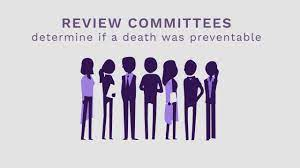 REVIEW COMMITTEES
determine if a death was preventable